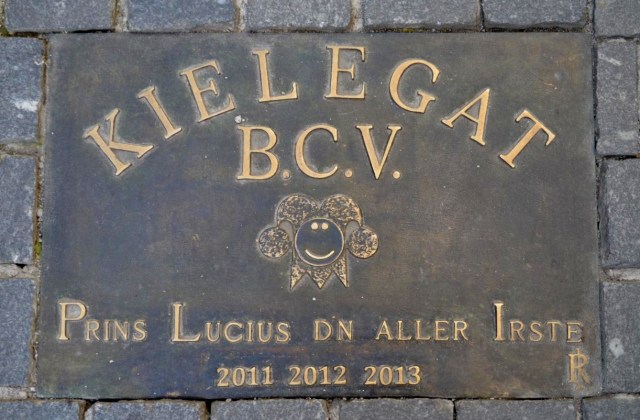 KIELEGAT
B.C.V.
PRINS LUCIUS DN ALLER IRSTE
2011 2012 2013